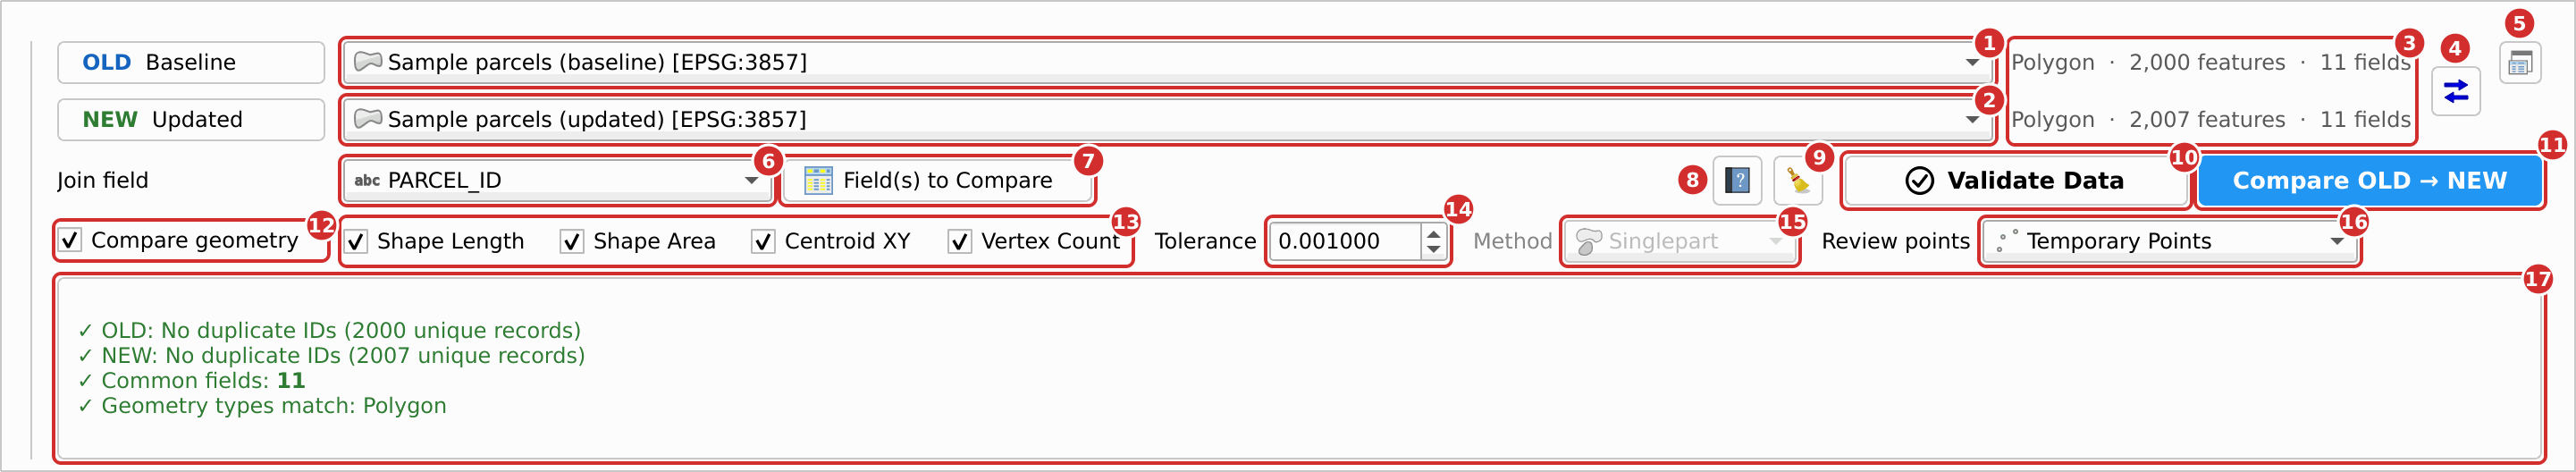 5
OLD Baseline Sample parcels (baseline) [EPSG:3857] 1 Polygon · 2,000 features · 11 fields 3 4
NEW Updated Sample parcels (updated) [EPSG:3857] 2 Polygon · 2,007 features · 11 fields
Join field abc PARCEL_ID 6 Field(s) to Compare 7 8 ? 9 Validate Data 10 Compare OLD → NEW 11
Compare geometry 12 Shape Length Shape Area Centroid XY Vertex Count 13 Tolerance 0.001000 14 Method Singlepart 15 Review points Temporary Points 16
17
✓ OLD: No duplicate IDs (2000 unique records)
✓ NEW: No duplicate IDs (2007 unique records)
✓ Common fields: 11
✓ Geometry types match: Polygon